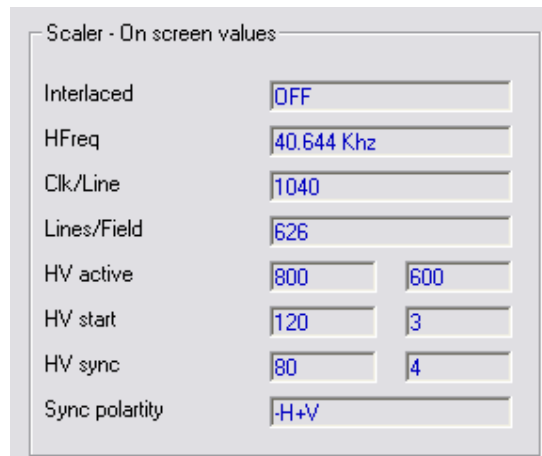 Scaler - On screen values
Interlaced OFF
HFreq 40.644 Khz
Clk/Line 1040
Lines/Field 626
HV active 800 600
HV start 120 3
HV sync 80 4
Sync polartity -H+V